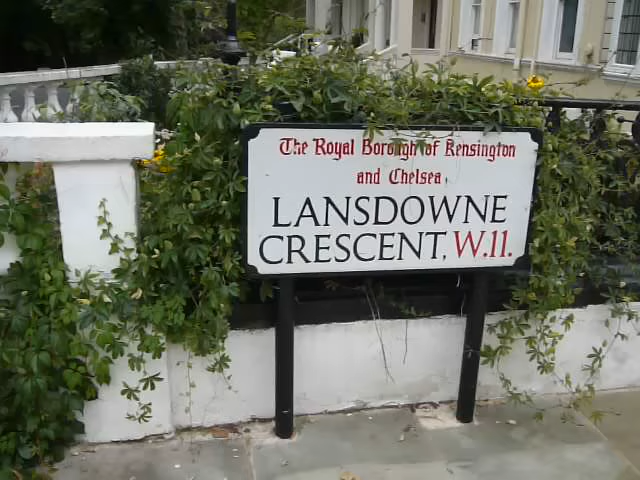 The Royal Borough of Kensington
and Chelsea.
LANSDOWNE
CRESCENT, W.11.